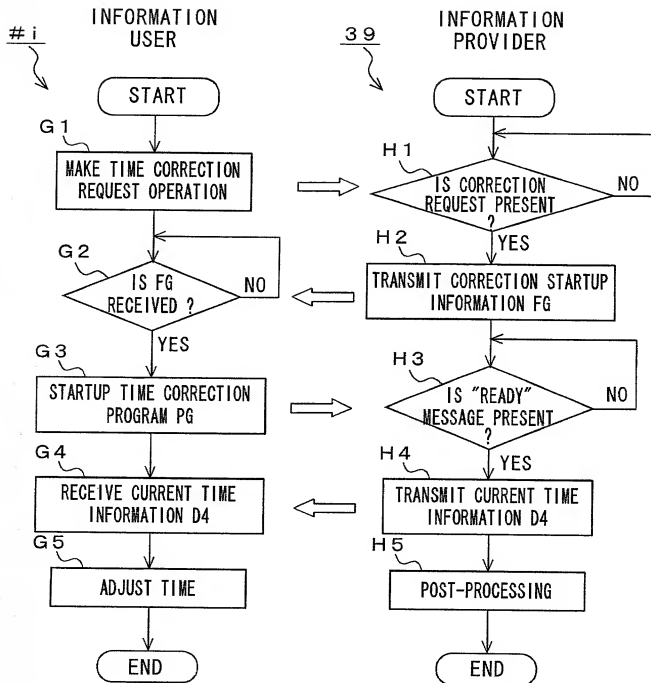 INFORMATION
USER
#i
START
G1
MAKE TIME CORRECTION
REQUEST OPERATION
G2
IS FG
RECEIVED ?
NO
YES
G3
STARTUP TIME CORRECTION
PROGRAM PG
G4
RECEIVE CURRENT TIME
INFORMATION D4
G5
ADJUST TIME
END
INFORMATION
PROVIDER
39
START
H1
IS CORRECTION
REQUEST PRESENT
?
NO
YES
H2
TRANSMIT CORRECTION STARTUP
INFORMATION FG
H3
IS "READY"
MESSAGE PRESENT
?
NO
YES
H4
TRANSMIT CURRENT TIME
INFORMATION D4
H5
POST-PROCESSING
END